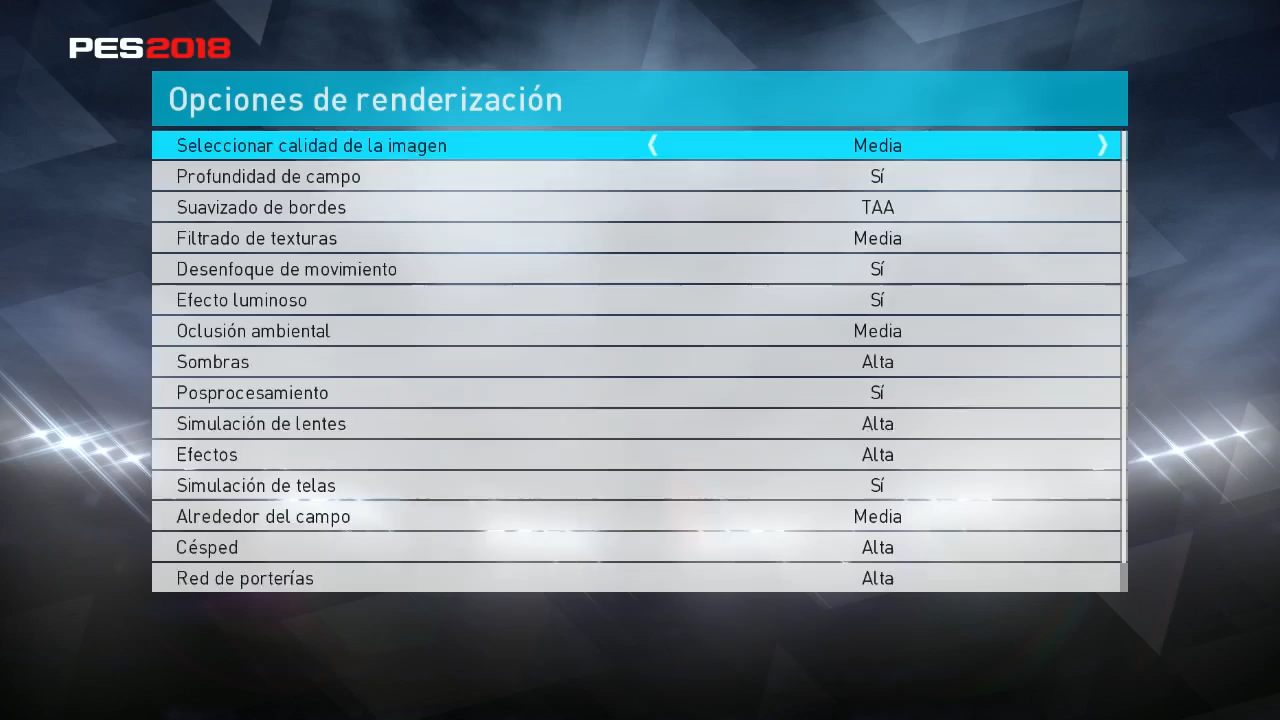 PES2018
Opciones de renderización
Seleccionar calidad de la imagen Media
Profundidad de campo Sí
Suavizado de bordes TAA
Filtrado de texturas Media
Desenfoque de movimiento Sí
Efecto luminoso Sí
Oclusión ambiental Media
Sombras Alta
Posprocesamiento Sí
Simulación de lentes Alta
Efectos Alta
Simulación de telas Sí
Alrededor del campo Media
Césped Alta
Red de porterías Alta